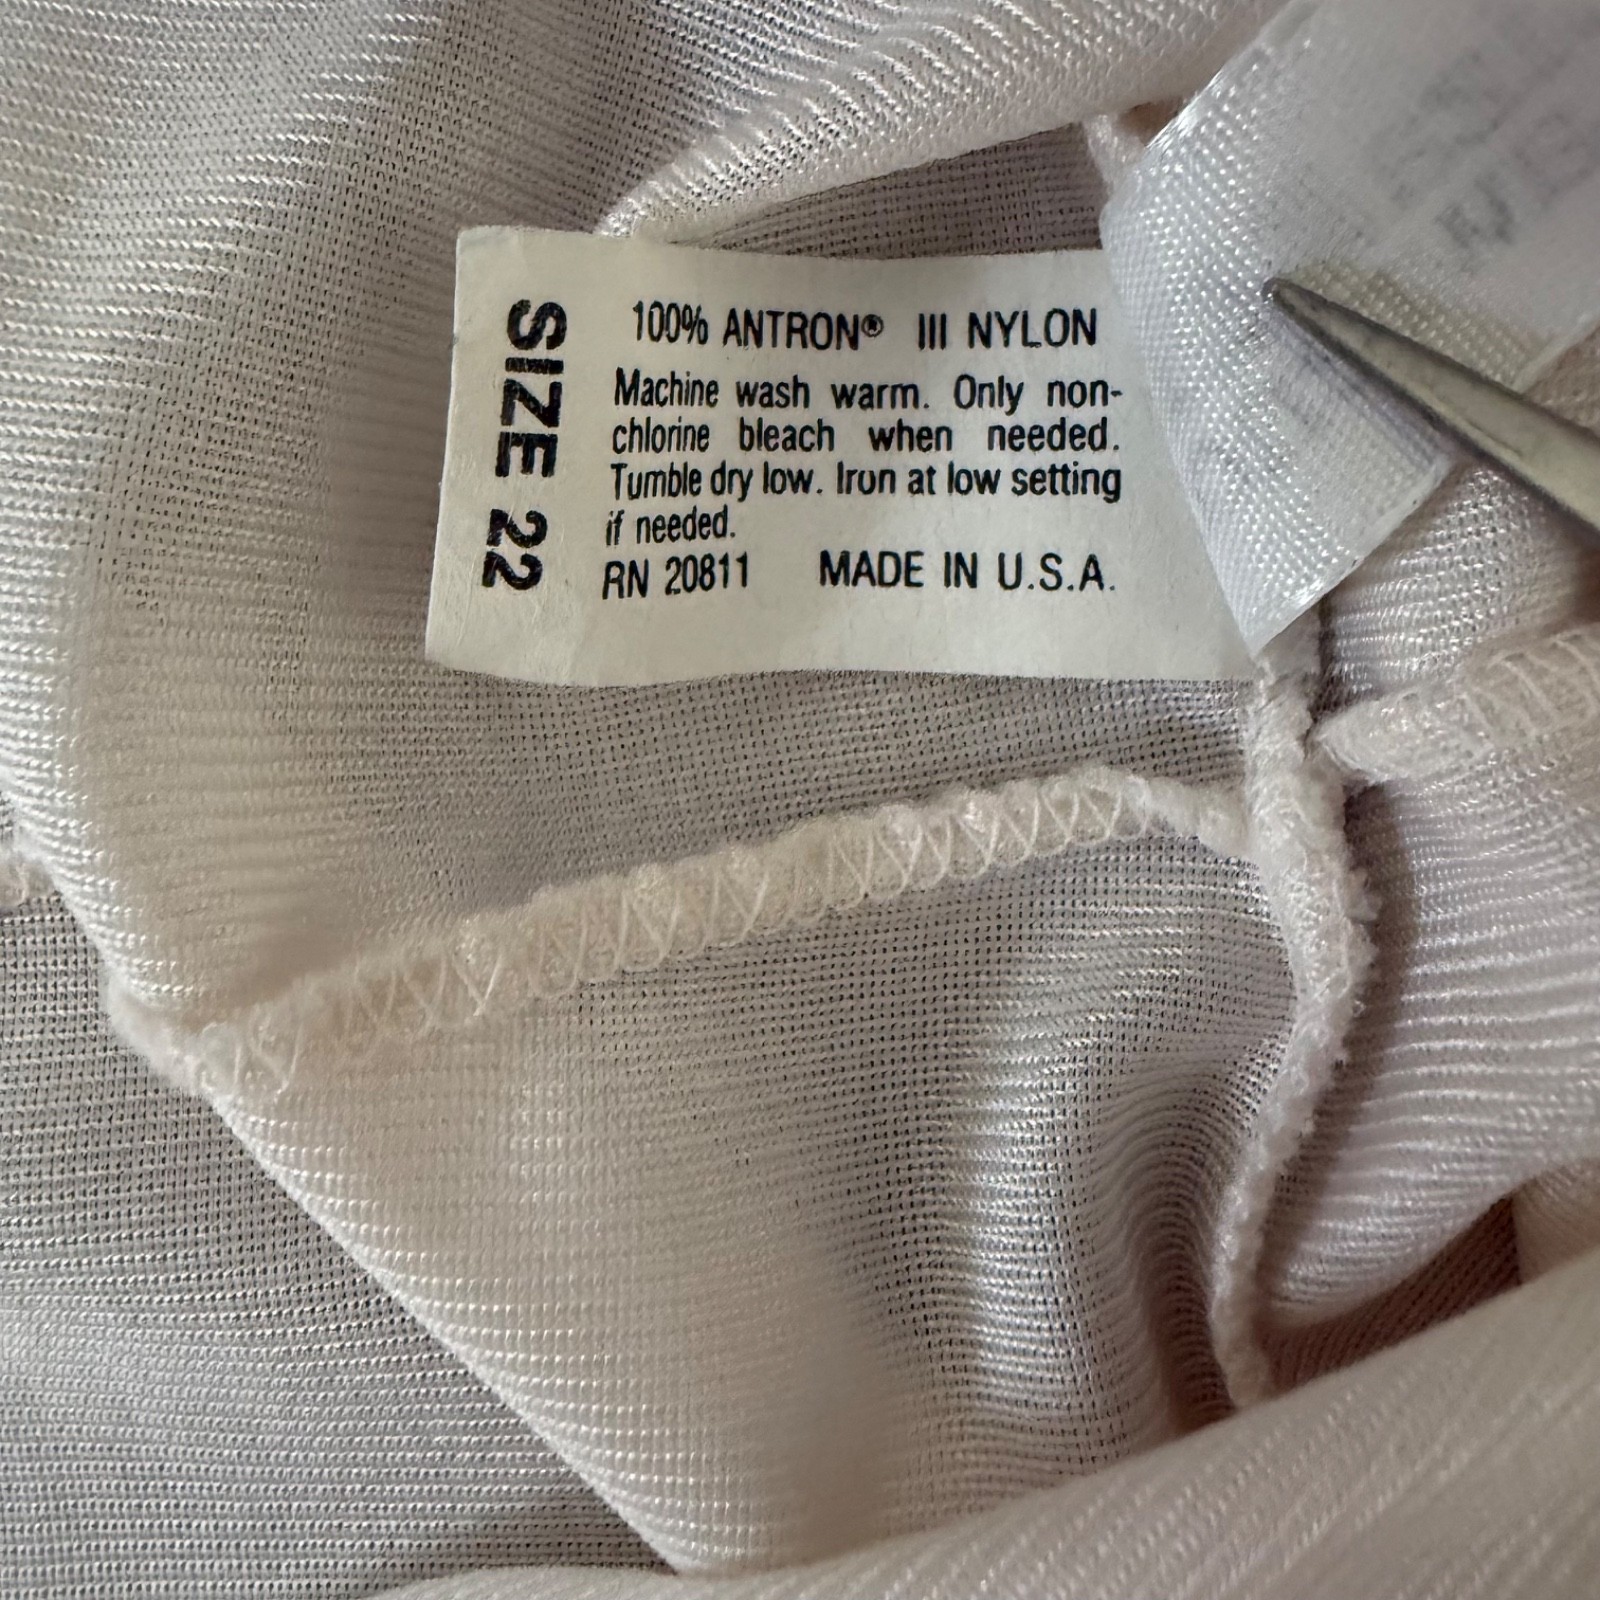 SIZE 22
100% ANTRON® III NYLON
Machine wash warm. Only non-
chlorine bleach when needed.
Tumble dry low. Iron at low setting
if needed.
RN 20811 MADE IN U.S.A.